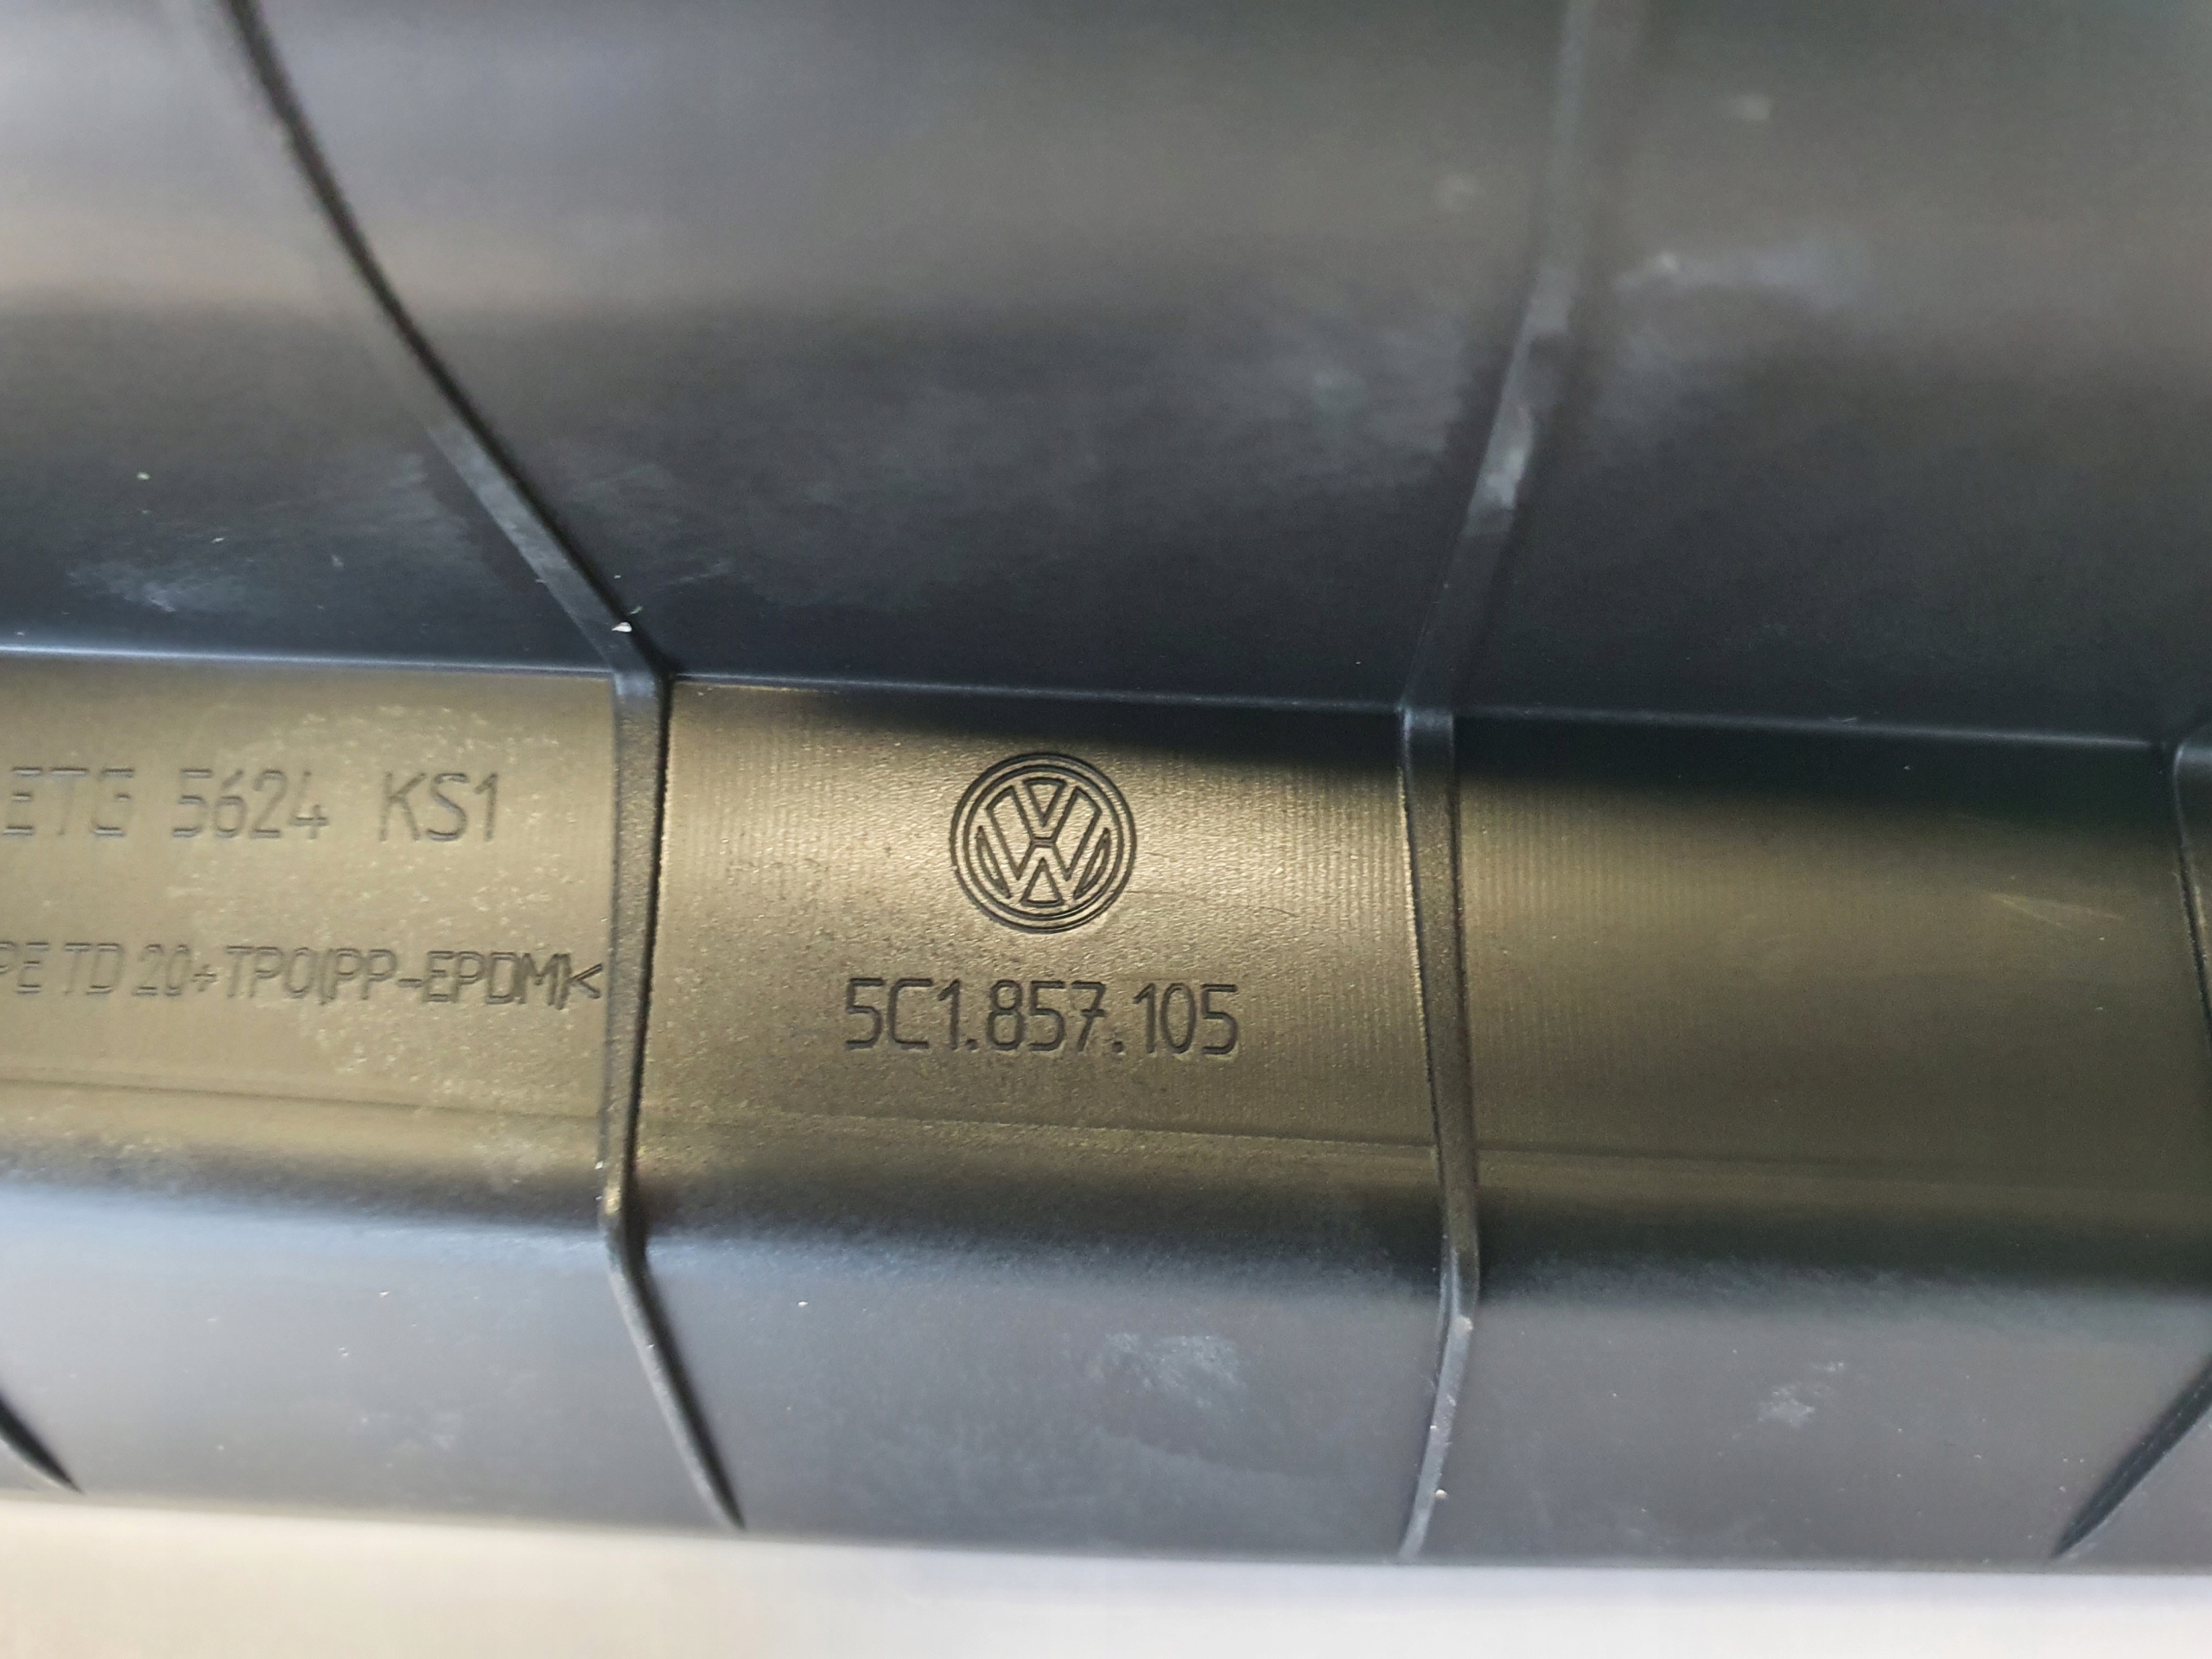 ETG 5624 KS1
PE TD 20+TPO(PP-EPDM)<
VW
5C1.857.105